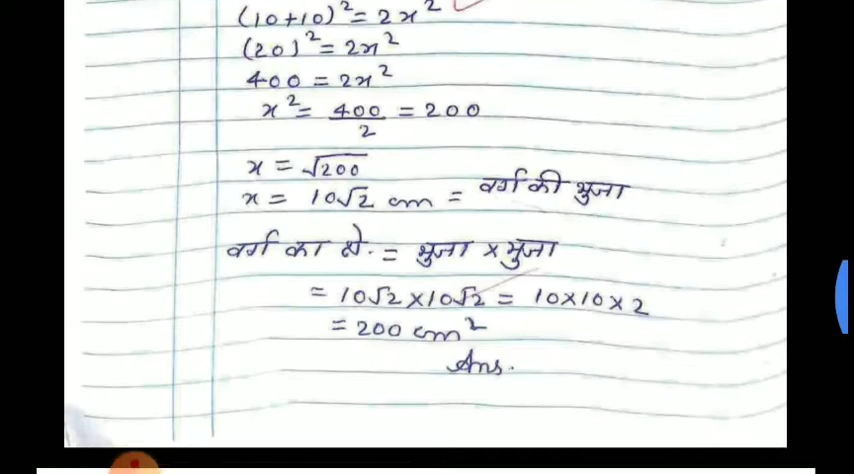 (10+10)² = 2x²
(20)² = 2x²
400 = 2x²
x² = 400/2 = 200
x = √200
x = 10√2 cm = वर्ग की भुजा
वर्ग का क्षे. = भुजा × भुजा
= 10√2 × 10√2 = 10×10×2
= 200 cm²
Ans.